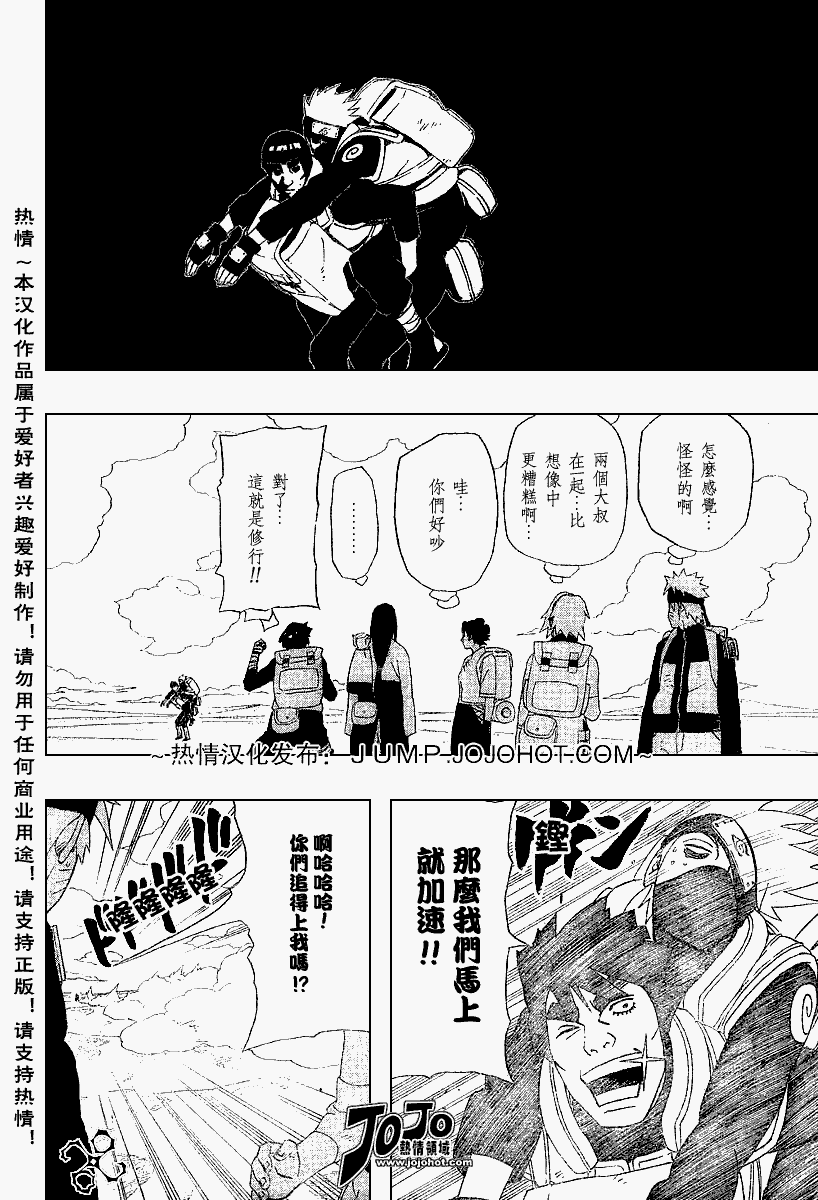 热情～本汉化作品属于爱好者兴趣爱好制作！请勿用于任何商业用途！请支持正版！请支持热情！
怎麼感覺…
怪怪的啊
兩個大叔
在一起…比
想像中
更糟糕啊…
哇…
你們好吵
………
對了…
這就是修行!!
~热情汉化发布：JUMP.JOJOHOT.COM~
鏗
那麼我們馬上
就加速!!
啊哈哈哈!
你們追得上我嗎!?
隆隆隆隆
JOJO
熱情領域
www.jojohot.com